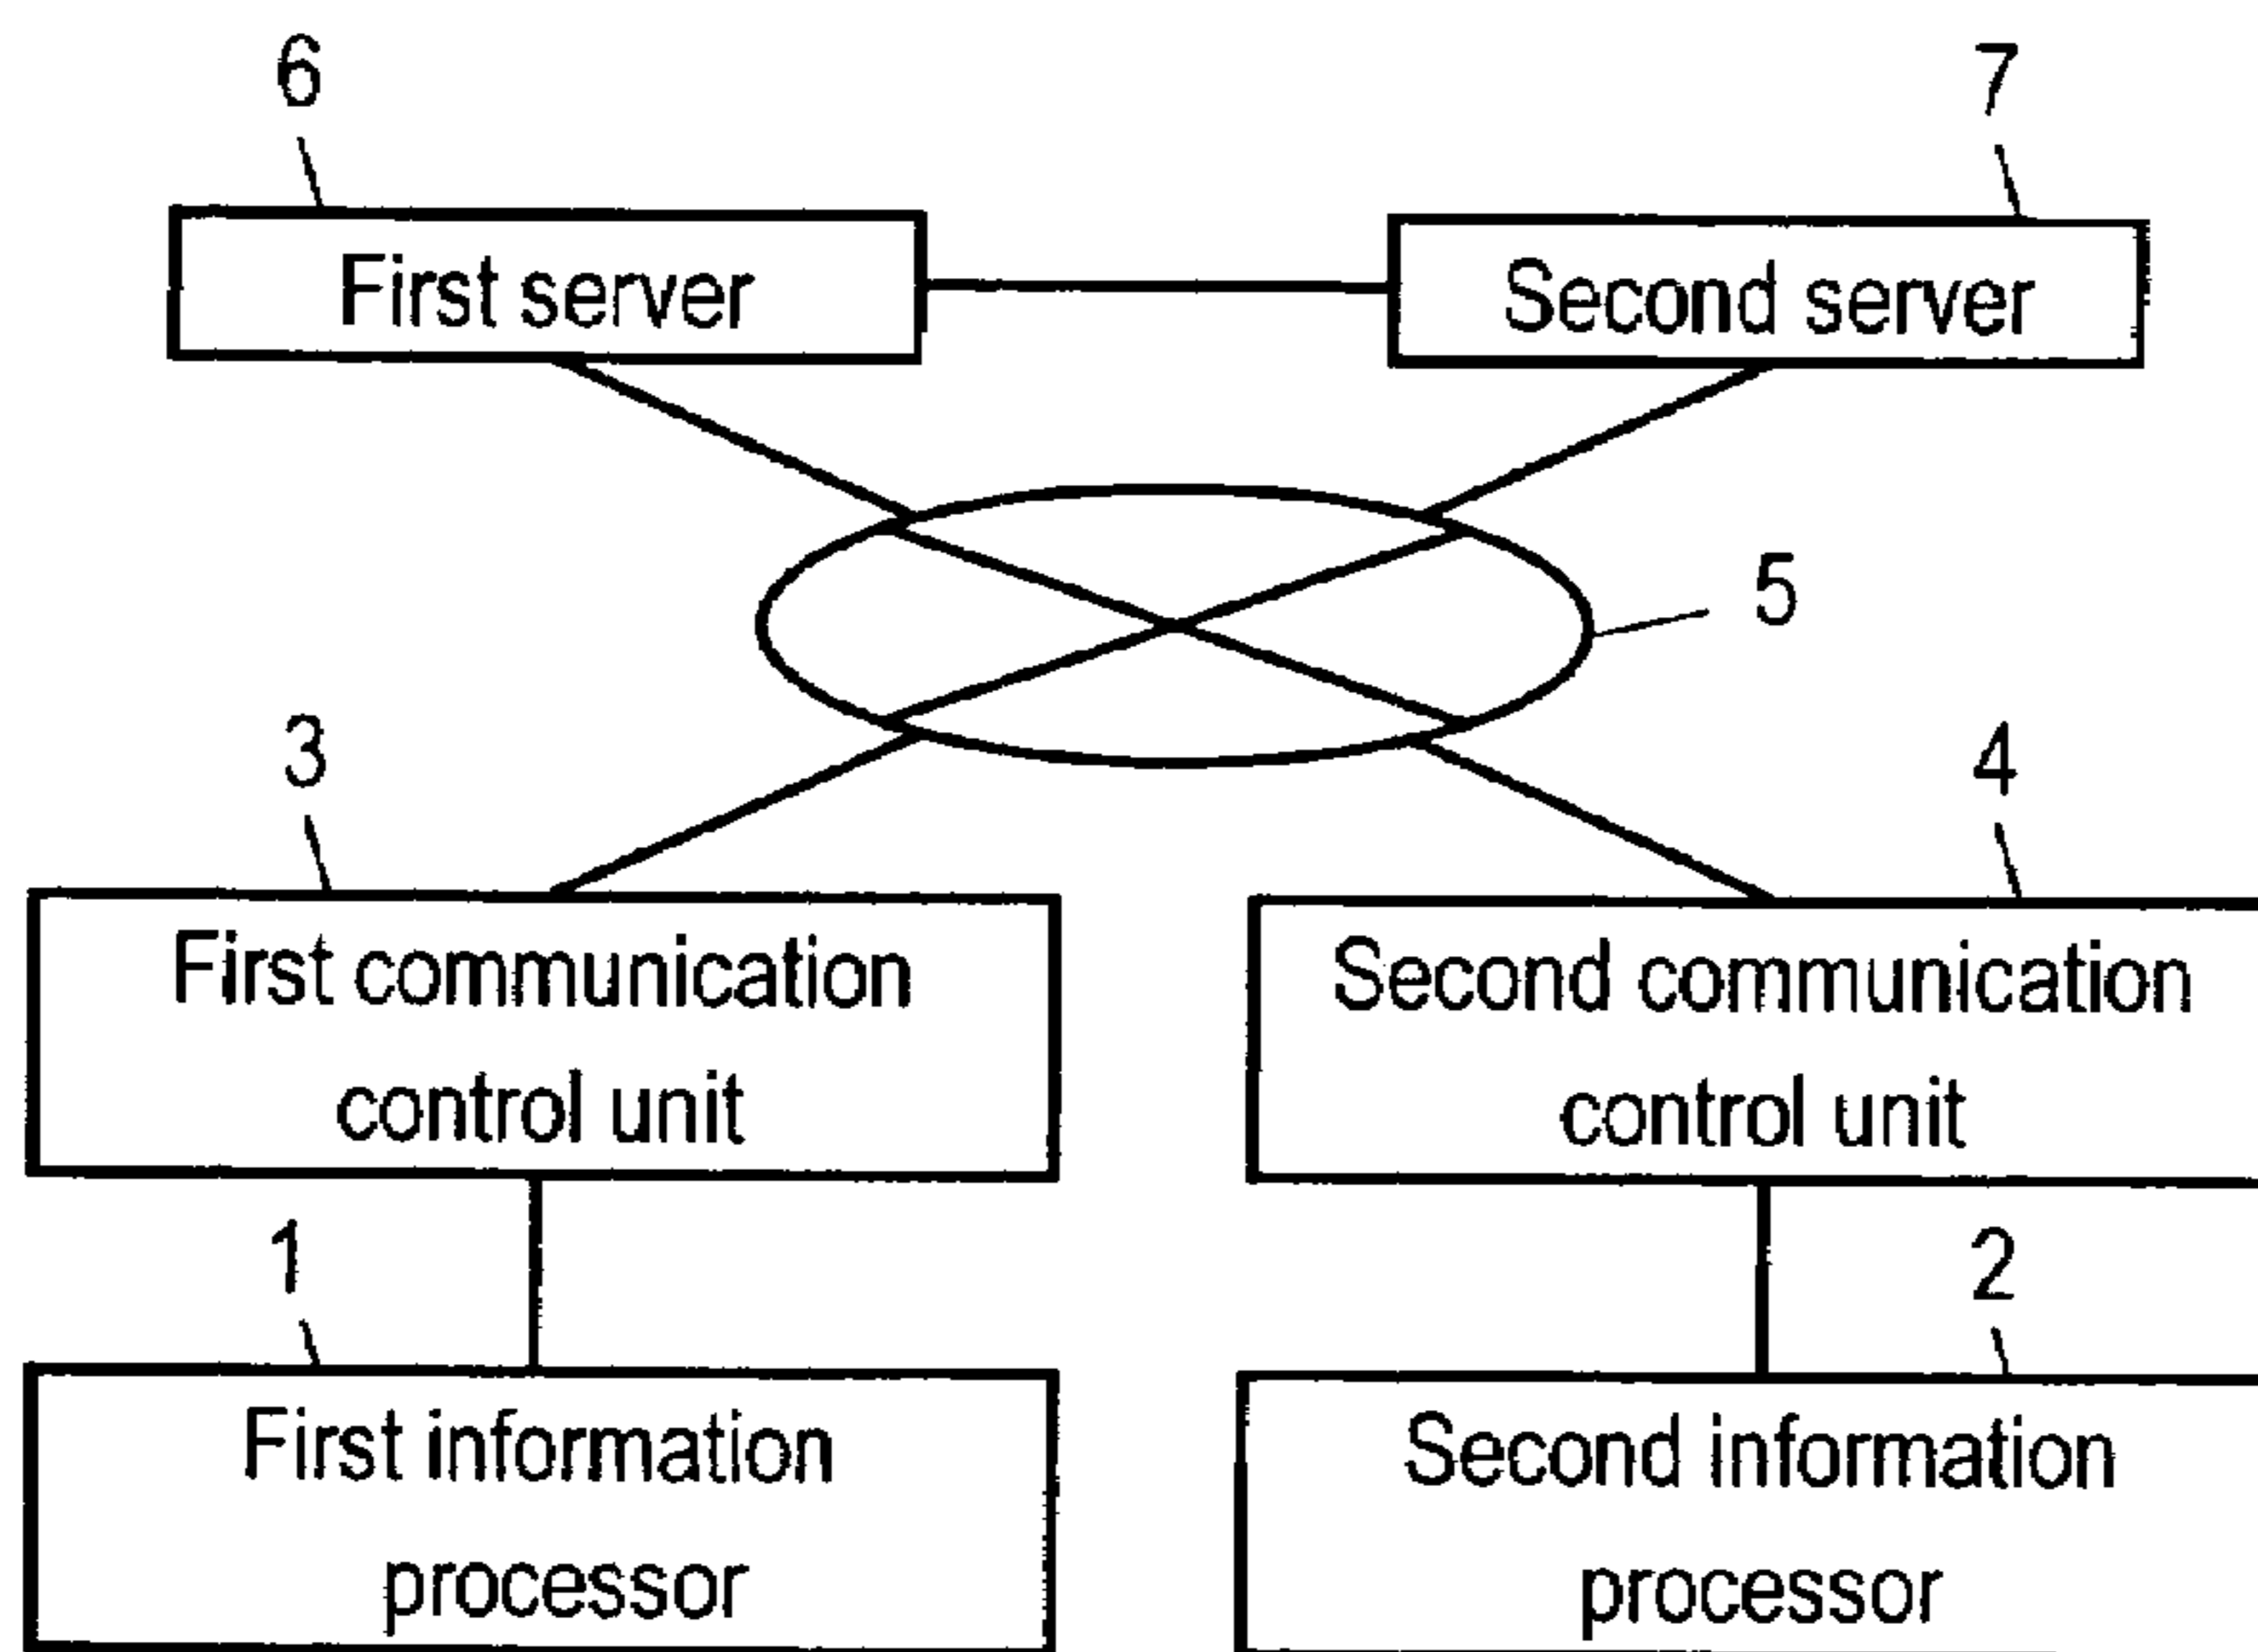 6
7
First server
Second server
5
3
4
First communication
control unit
Second communication
control unit
1
2
First information
processor
Second information
processor